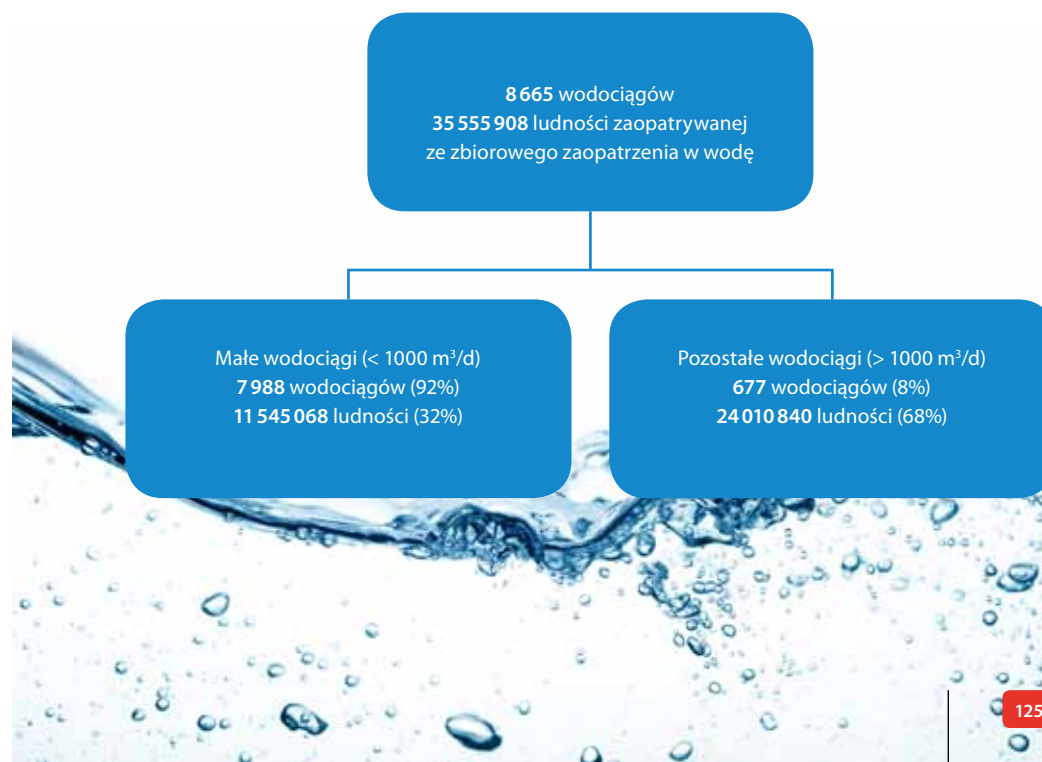 8 665 wodociągów
35 555 908 ludności zaopatrywanej
ze zbiorowego zaopatrzenia w wodę
Małe wodociągi (< 1000 m³/d)
7 988 wodociągów (92%)
11 545 068 ludności (32%)
Pozostałe wodociągi (> 1000 m³/d)
677 wodociągów (8%)
24 010 840 ludności (68%)
125